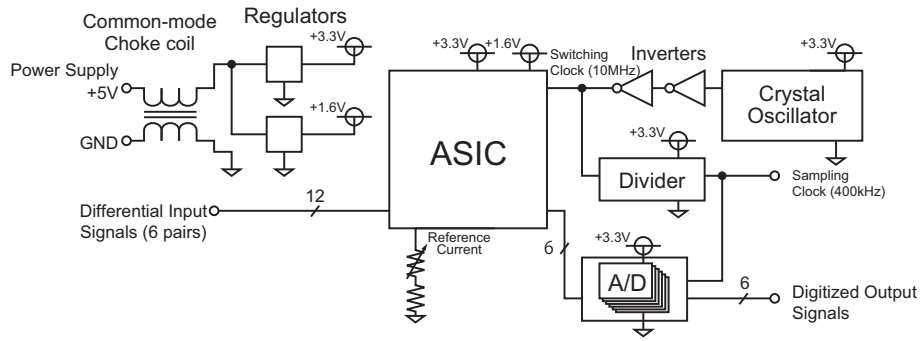 Common-mode
Choke coil
Regulators
+3.3V
Power Supply
+5V
GND
+1.6V
+3.3V
+1.6V
Switching
Clock (10MHz)
Inverters
+3.3V
Crystal
Oscillator
ASIC
+3.3V
Divider
Sampling
Clock (400kHz)
Differential Input
Signals (6 pairs)
12
Reference
Current
6
+3.3V
A/D
6
Digitized Output
Signals